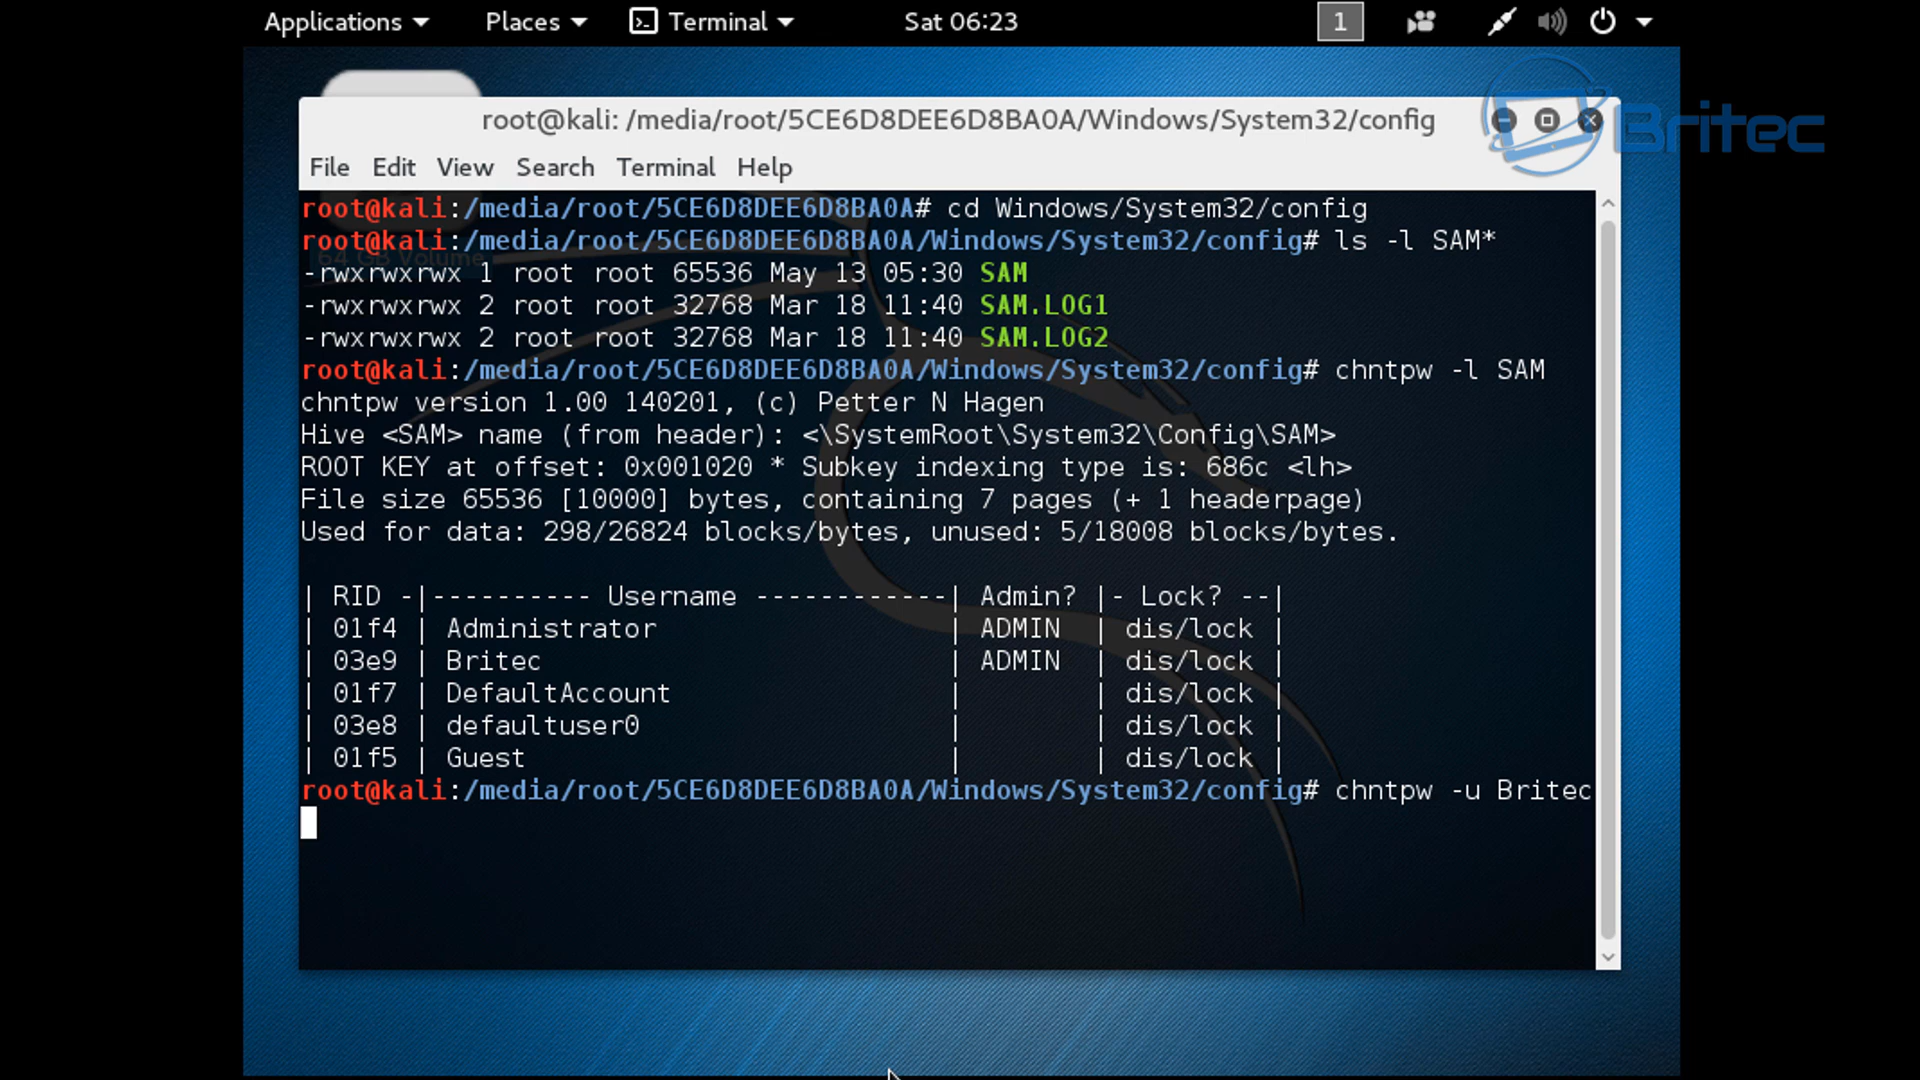 Applications Places Terminal Sat 06:23 1
root@kali: /media/root/5CE6D8DEE6D8BA0A/Windows/System32/config
Britec
File Edit View Search Terminal Help
root@kali:/media/root/5CE6D8DEE6D8BA0A# cd Windows/System32/config
root@kali:/media/root/5CE6D8DEE6D8BA0A/Windows/System32/config# ls -l SAM*
64 GB Volume
-rwxrwxrwx 1 root root 65536 May 13 05:30 SAM
-rwxrwxrwx 2 root root 32768 Mar 18 11:40 SAM.LOG1
-rwxrwxrwx 2 root root 32768 Mar 18 11:40 SAM.LOG2
root@kali:/media/root/5CE6D8DEE6D8BA0A/Windows/System32/config# chntpw -l SAM
chntpw version 1.00 140201, (c) Petter N Hagen
Hive <SAM> name (from header): <\SystemRoot\System32\Config\SAM>
ROOT KEY at offset: 0x001020 * Subkey indexing type is: 686c <lh>
File size 65536 [10000] bytes, containing 7 pages (+ 1 headerpage)
Used for data: 298/26824 blocks/bytes, unused: 5/18008 blocks/bytes.
| RID -|---------- Username ------------| Admin? |- Lock? --|
| 01f4 | Administrator | ADMIN | dis/lock |
| 03e9 | Britec | ADMIN | dis/lock |
| 01f7 | DefaultAccount | | dis/lock |
| 03e8 | defaultuser0 | | dis/lock |
| 01f5 | Guest | | dis/lock |
root@kali:/media/root/5CE6D8DEE6D8BA0A/Windows/System32/config# chntpw -u Britec